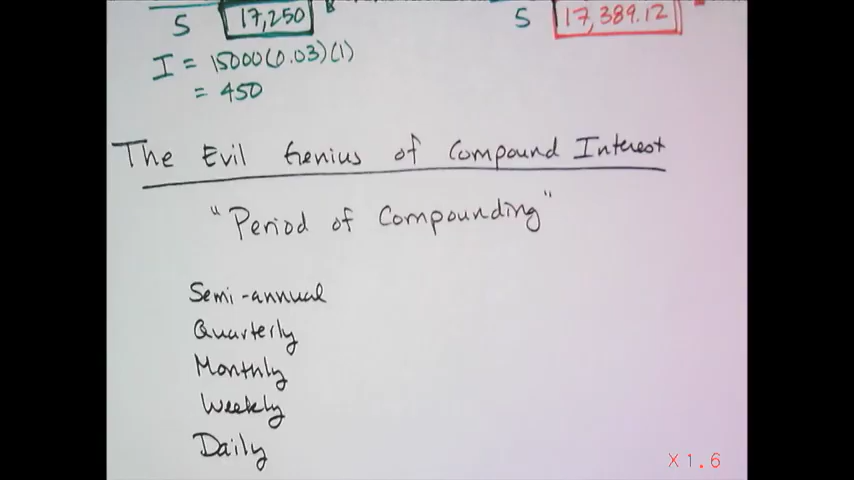 5 17,250
5 17,389.12
I = 15000(0.03)(1)
= 450
The Evil Genius of Compound Interest
"Period of Compounding"
Semi-annual
Quarterly
Monthly
Weekly
Daily
X1.6